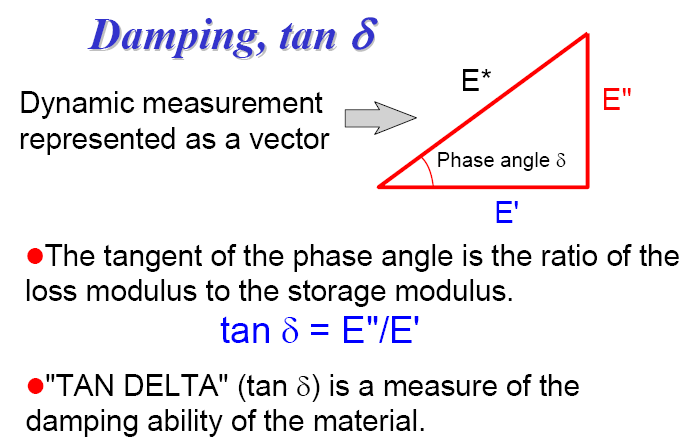 Damping, tan δ
Dynamic measurement
represented as a vector
E*
E"
Phase angle δ
E'
●The tangent of the phase angle is the ratio of the
loss modulus to the storage modulus.
tan δ = E"/E'
●"TAN DELTA" (tan δ) is a measure of the
damping ability of the material.